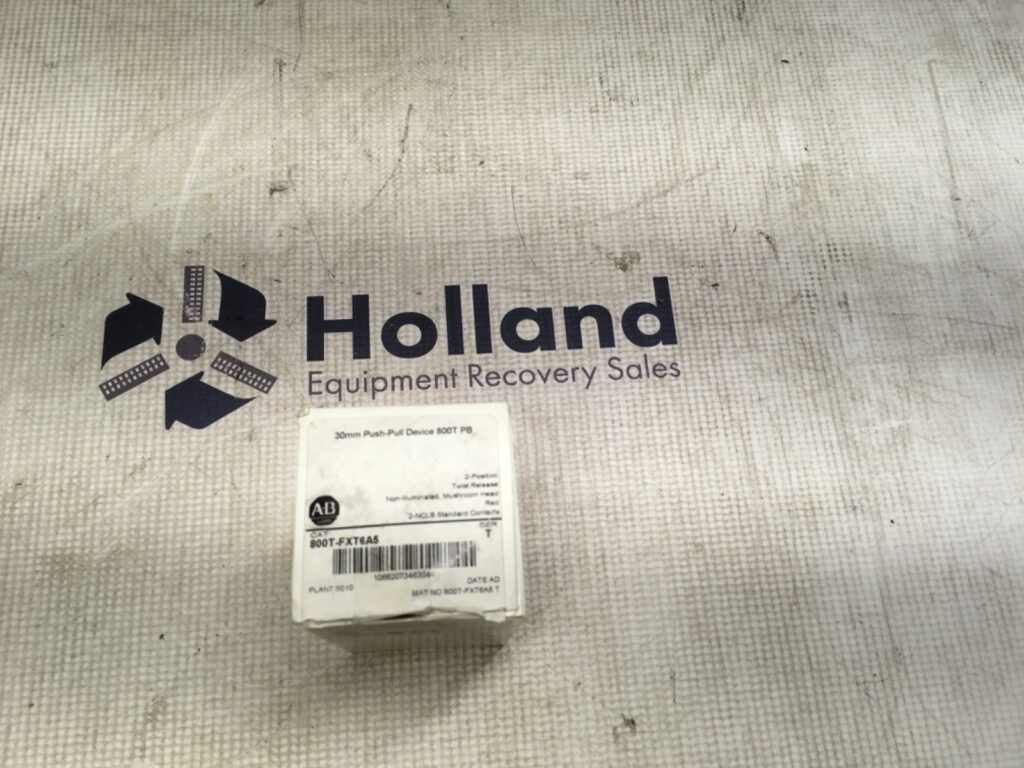 Holland
Equipment Recovery Sales
30mm Push-Pull Device 800T PB
2-Position
Twist Release
Non-Illuminated, Mushroom Head
Red
2-NCLB Standard Contacts
AB
CAT
SER
800T-FXT6A5
T
PLANT 5010
DATE AD
MAT NO 800T-FXT6A5 T